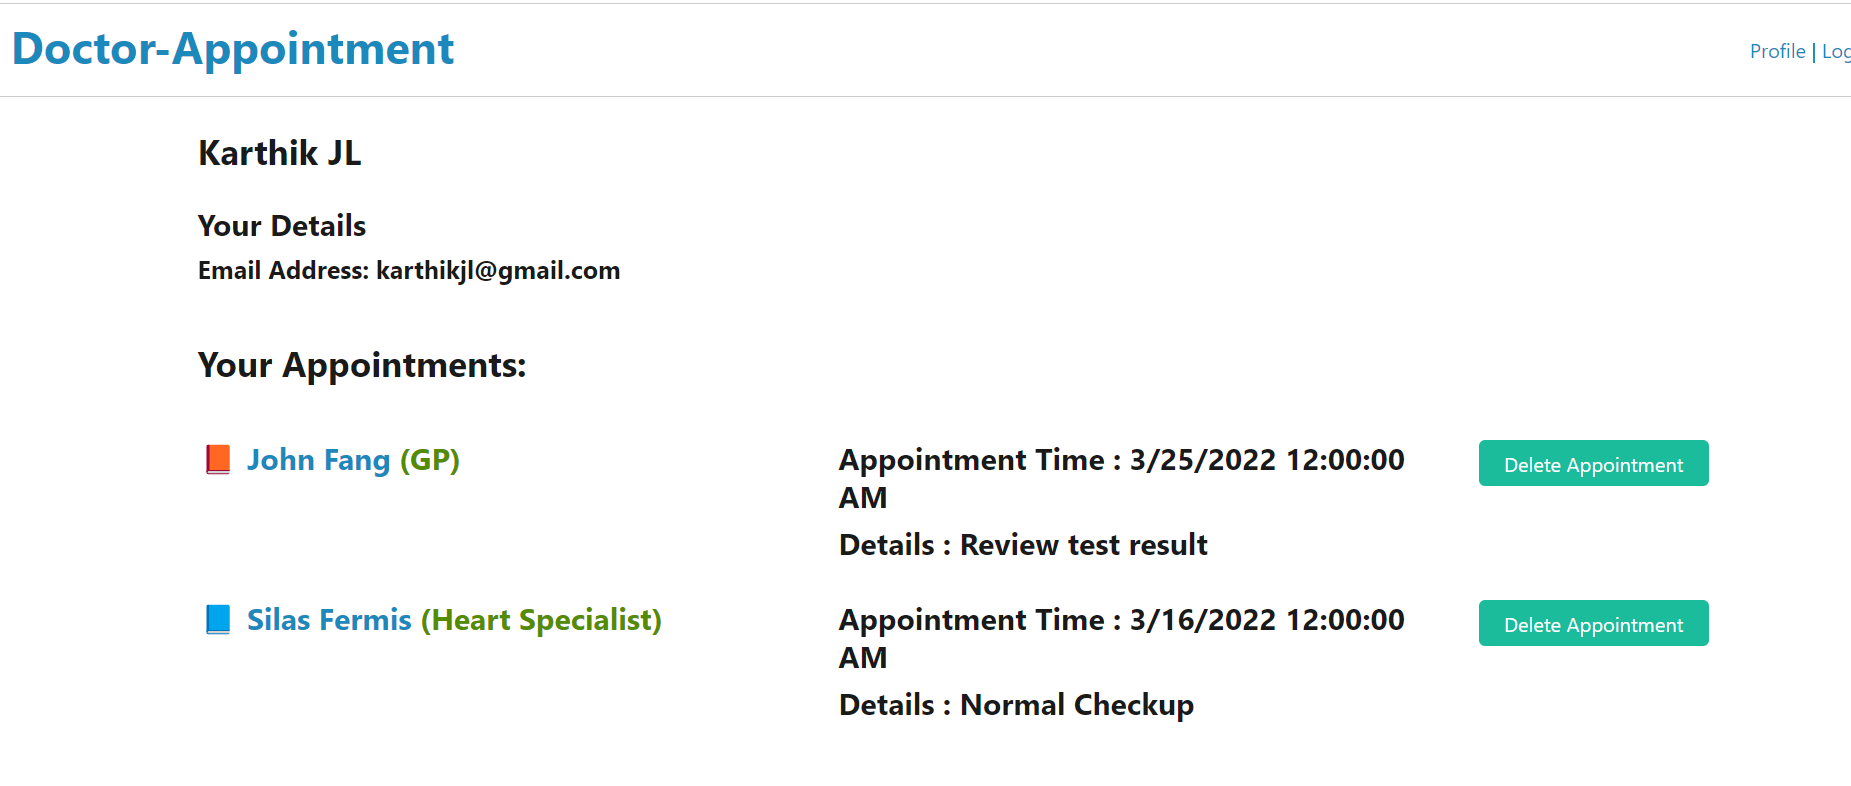 Doctor-Appointment
Profile |
Karthik JL
Your Details
Email Address: karthikjl@gmail.com
Your Appointments:
John Fang (GP)
Appointment Time : 3/25/2022 12:00:00
AM
Details : Review test result
Delete Appointment
Silas Fermis (Heart Specialist)
Appointment Time : 3/16/2022 12:00:00
AM
Details : Normal Checkup
Delete Appointment